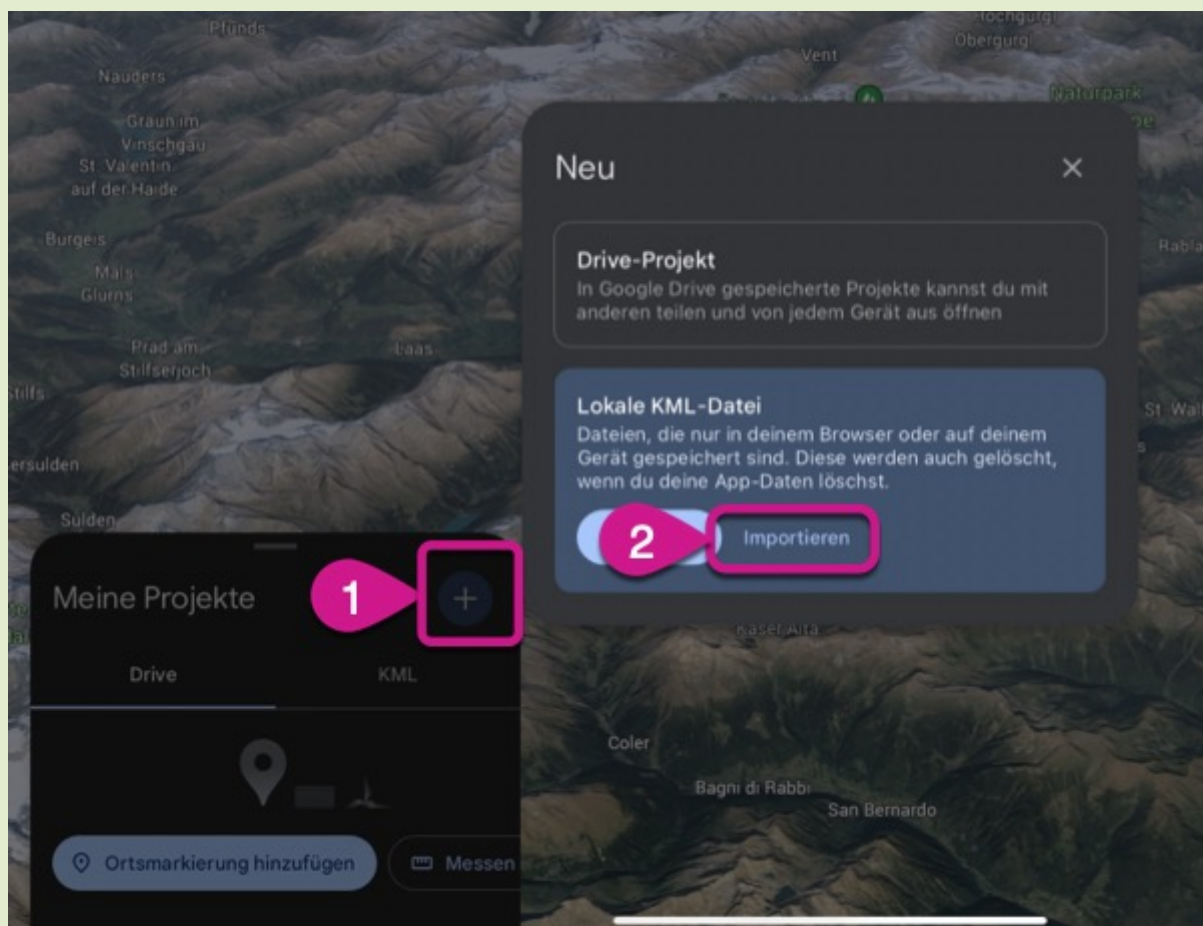 Pfunds
Hochgurgl
Obergurgl
Vent
Nauders
Naturpark
Graun im
Vinschgau
St. Valentin
auf der Haide
Burgeis
Mals
Glurns
Prad am
Stilfserjoch
Laas
Sulden
Neu
Drive-Projekt
In Google Drive gespeicherte Projekte kannst du mit
anderen teilen und von jedem Gerät aus öffnen
Lokale KML-Datei
Dateien, die nur in deinem Browser oder auf deinem
Gerät gespeichert sind. Diese werden auch gelöscht,
wenn du deine App-Daten löschst.
2
Importieren
Meine Projekte
1
+
Drive
KML
Ortsmarkierung hinzufügen
Messen
Kaser Alta
Coler
Bagni di Rabbi
San Bernardo